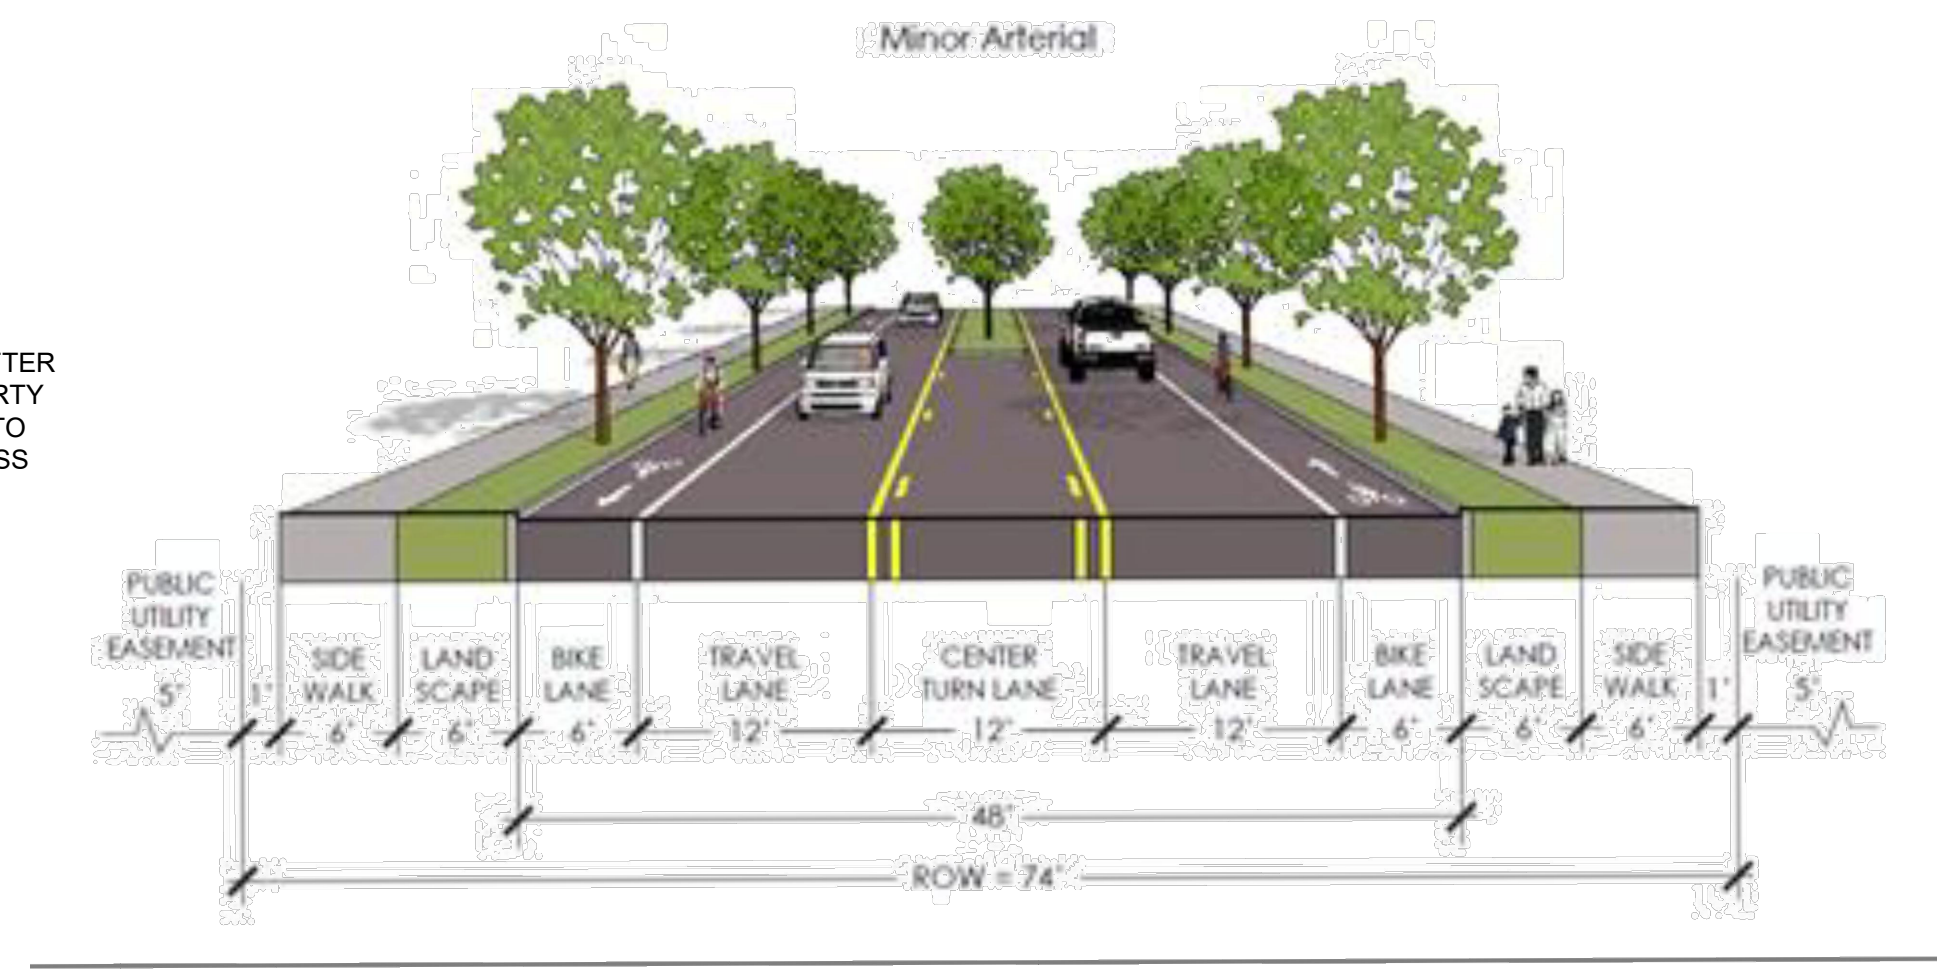 Minor Arterial
TTER
RTY
TO
SS
PUBLIC
UTILITY
EASEMENT
5'
1'
SIDE
WALK
6'
LAND
SCAPE
6'
BIKE
LANE
6'
TRAVEL
LANE
12'
CENTER
TURN LANE
12'
TRAVEL
LANE
12'
BIKE
LANE
6'
LAND
SCAPE
6'
SIDE
WALK
6'
1'
PUBLIC
UTILITY
EASEMENT
5'
48'
ROW = 74'